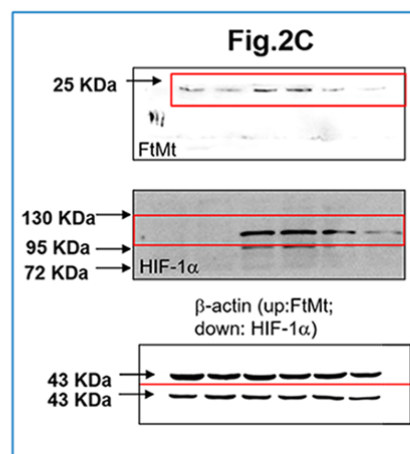 Fig.2C
25 KDa
FtMt
130 KDa
95 KDa
72 KDa
HIF-1α
β-actin (up:FtMt;
down: HIF-1α)
43 KDa
43 KDa